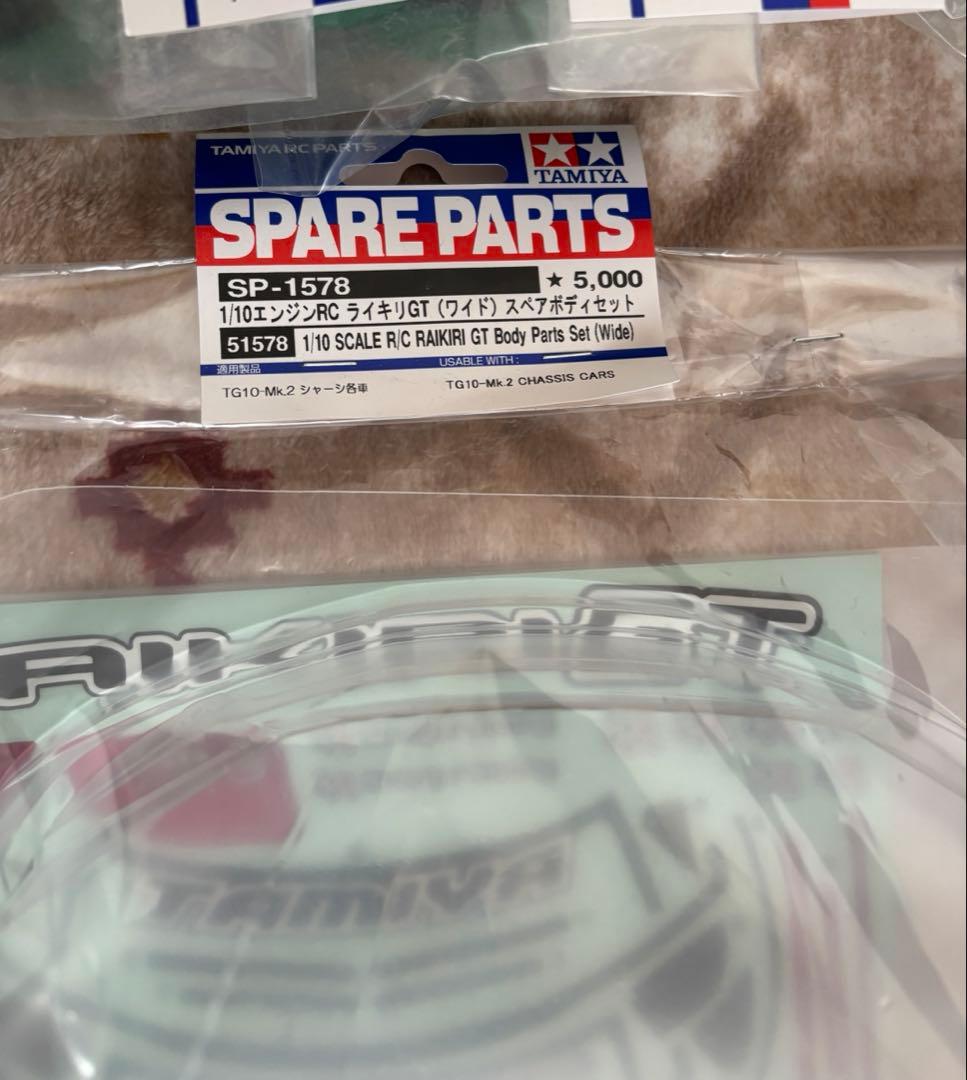 TAMIYA RC PARTS
TAMIYA
SPARE PARTS
SP-1578 ★ 5,000
1/10エンジンRC ライキリGT（ワイド）スペアボディセット
51578 1/10 SCALE R/C RAIKIRI GT Body Parts Set (Wide)
適用製品 USABLE WITH :
TG10-Mk.2 シャーシ各車 TG10-Mk.2 CHASSIS CARS
AIKIRI GT
TAMIYA